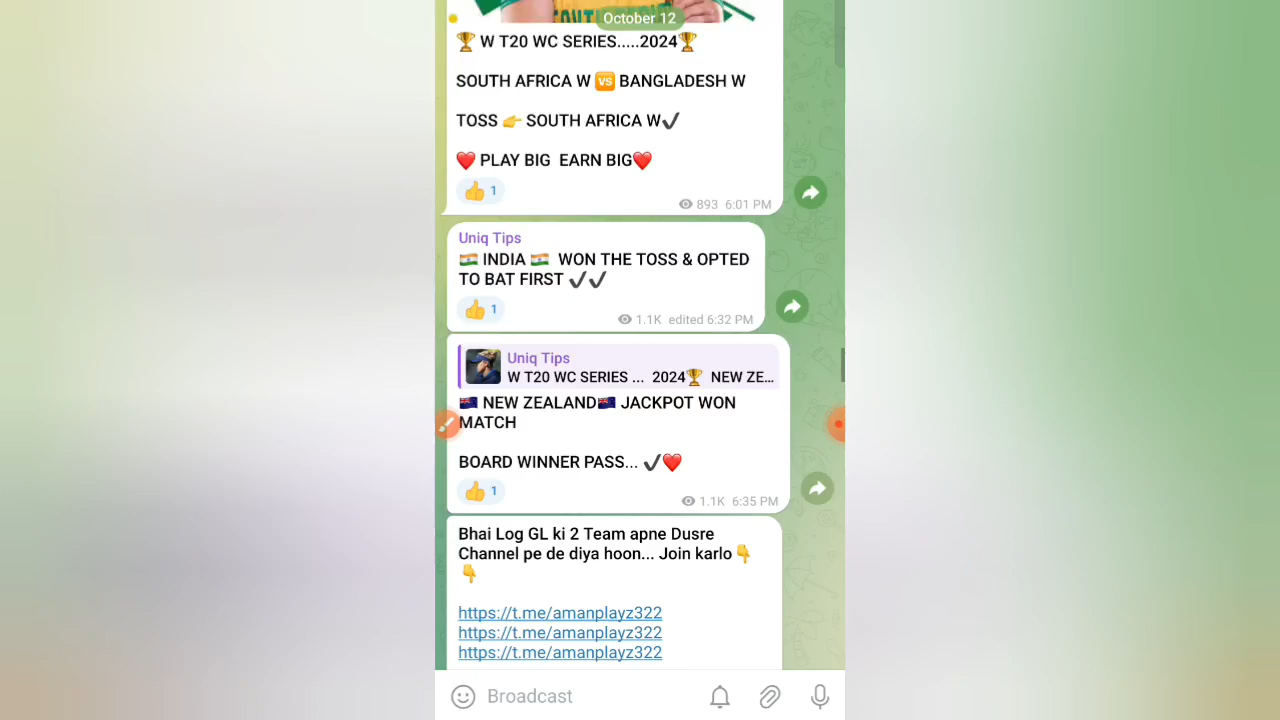 October 12
🏆 W T20 WC SERIES.....2024🏆
SOUTH AFRICA W 🆚 BANGLADESH W
TOSS 👉 SOUTH AFRICA W✔️
❤️ PLAY BIG  EARN BIG❤️
👍 1
893 6:01 PM
Uniq Tips
🇮🇳 INDIA 🇮🇳  WON THE TOSS & OPTED
TO BAT FIRST ✔️✔️
👍 1
1.1K edited 6:32 PM
Uniq Tips
W T20 WC SERIES ...  2024🏆  NEW ZE...
🇳🇿 NEW ZEALAND🇳🇿 JACKPOT WON
MATCH
BOARD WINNER PASS... ✔️❤️
👍 1
1.1K 6:35 PM
Bhai Log GL ki 2 Team apne Dusre
Channel pe de diya hoon... Join karlo👇
👇
https://t.me/amanplayz322
https://t.me/amanplayz322
https://t.me/amanplayz322
Broadcast